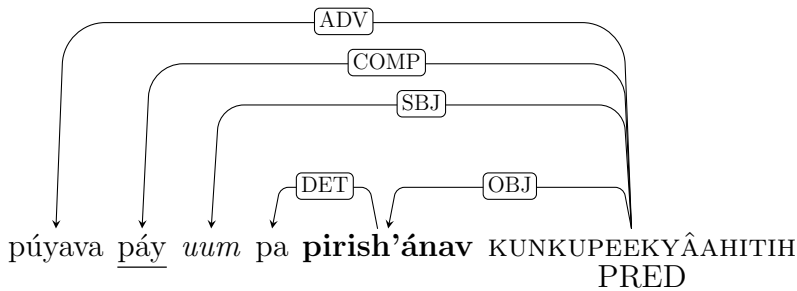 ADV
COMP
SBJ
DET OBJ
púyava páy uum pa pirish'ánav KUNKUPEEKYÂAHITIH
PRED